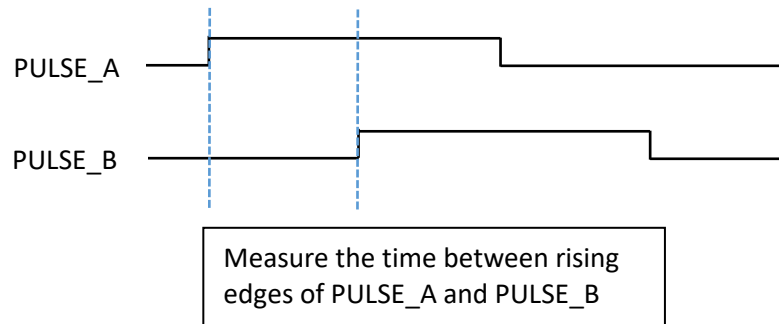 PULSE_A
PULSE_B
Measure the time between rising
edges of PULSE_A and PULSE_B